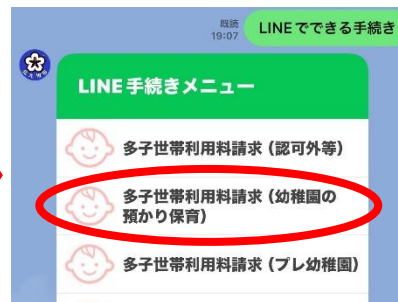 既読
19:07
LINEでできる手続き
LINE手続きメニュー
多子世帯利用料請求（認可外等）
多子世帯利用料請求（幼稚園の
預かり保育）
多子世帯利用料請求（プレ幼稚園）